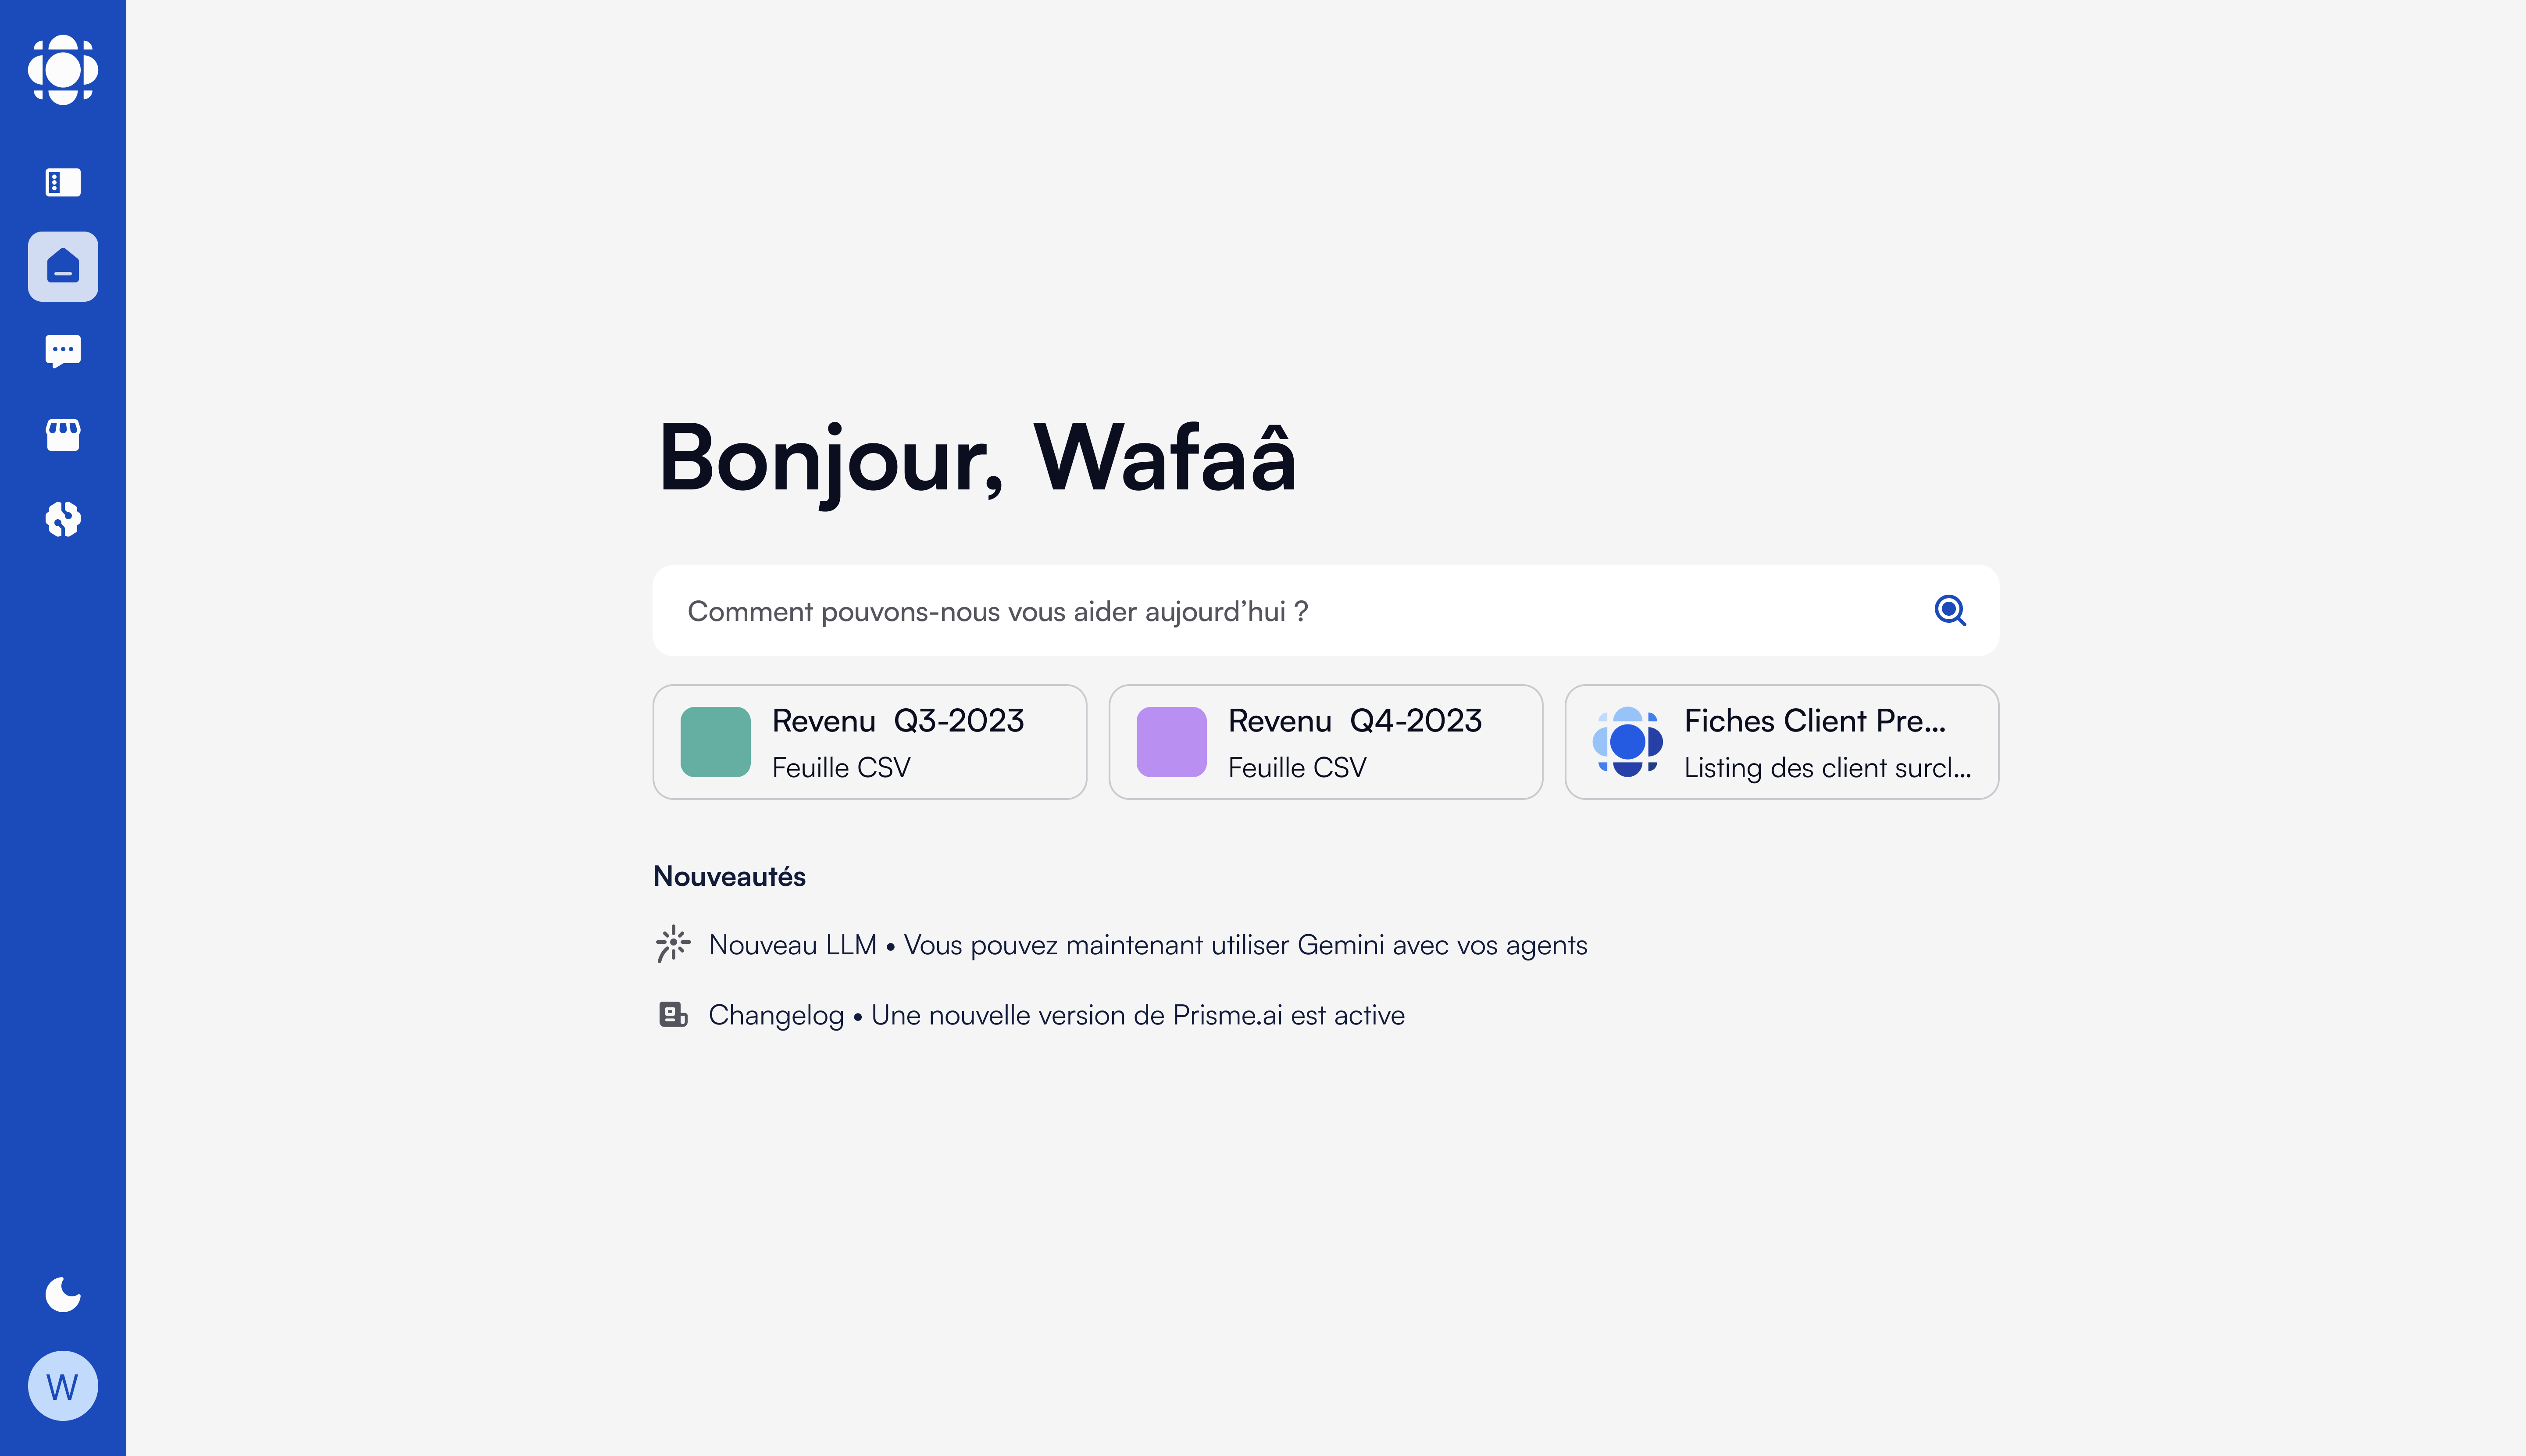 Bonjour, Wafaâ
Comment pouvons-nous vous aider aujourd’hui ?
Revenu  Q3-2023
Feuille CSV
Revenu  Q4-2023
Feuille CSV
Fiches Client Pre...
Listing des client surcl...
Nouveautés
Nouveau LLM • Vous pouvez maintenant utiliser Gemini avec vos agents
Changelog • Une nouvelle version de Prisme.ai est active
W